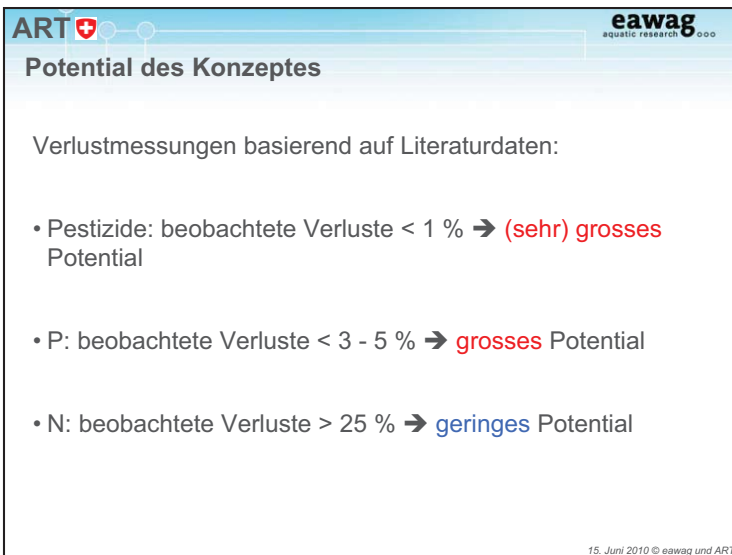 ART
eawag
aquatic research ooo
Potential des Konzeptes
Verlustmessungen basierend auf Literaturdaten:
• Pestizide: beobachtete Verluste < 1 % ➔ (sehr) grosses
Potential
• P: beobachtete Verluste < 3 - 5 % ➔ grosses Potential
• N: beobachtete Verluste > 25 % ➔ geringes Potential
15. Juni 2010 © eawag und ART